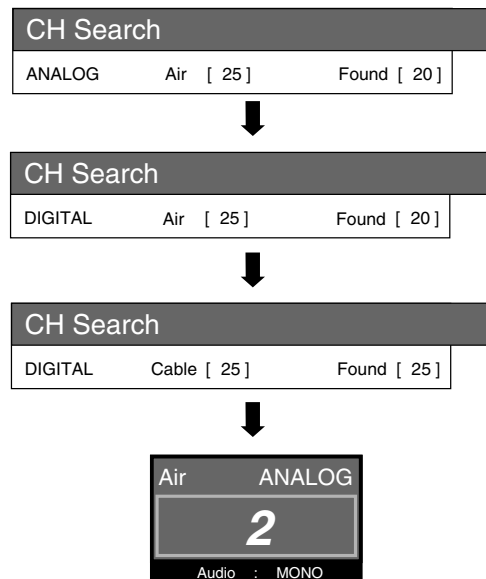 CH Search
ANALOG Air [ 25 ] Found [ 20 ]
CH Search
DIGITAL Air [ 25 ] Found [ 20 ]
CH Search
DIGITAL Cable [ 25 ] Found [ 25 ]
Air ANALOG
2
Audio : MONO